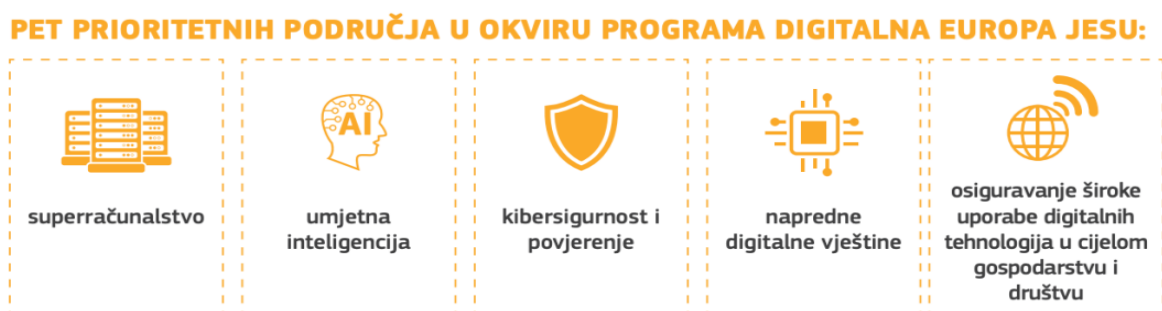 PET PRIORITETNIH PODRUČJA U OKVIRU PROGRAMA DIGITALNA EUROPA JESU:
superračunalstvo
AI
umjetna
inteligencija
kibersigurnost i
povjerenje
napredne
digitalne vještine
osiguravanje široke
uporabe digitalnih
tehnologija u cijelom
gospodarstvu i
društvu